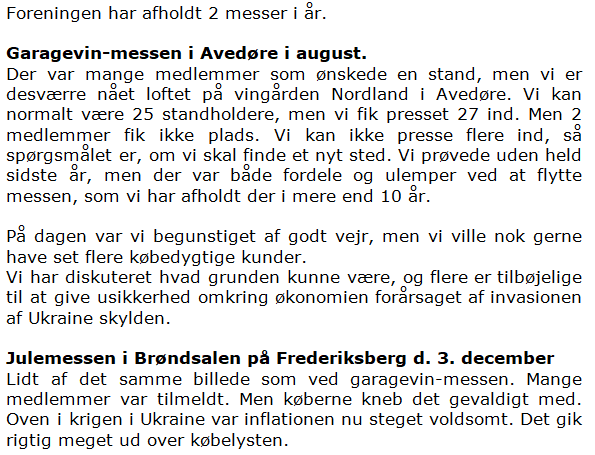 Foreningen har afholdt 2 messer i år.
Garagevin-messen i Avedøre i august.
Der var mange medlemmer som ønskede en stand, men vi er
desværre nået loftet på vingården Nordland i Avedøre. Vi kan
normalt være 25 standholdere, men vi fik presset 27 ind. Men 2
medlemmer fik ikke plads. Vi kan ikke presse flere ind, så
spørgsmålet er, om vi skal finde et nyt sted. Vi prøvede uden held
sidste år, men der var både fordele og ulemper ved at flytte
messen, som vi har afholdt der i mere end 10 år.
På dagen var vi begunstiget af godt vejr, men vi ville nok gerne
have set flere købedygtige kunder.
Vi har diskuteret hvad grunden kunne være, og flere er tilbøjelige
til at give usikkerhed omkring økonomien forårsaget af invasionen
af Ukraine skylden.
Julemessen i Brøndsalen på Frederiksberg d. 3. december
Lidt af det samme billede som ved garagevin-messen. Mange
medlemmer var tilmeldt. Men køberne kneb det gevaldigt med.
Oven i krigen i Ukraine var inflationen nu steget voldsomt. Det gik
rigtig meget ud over købelysten.